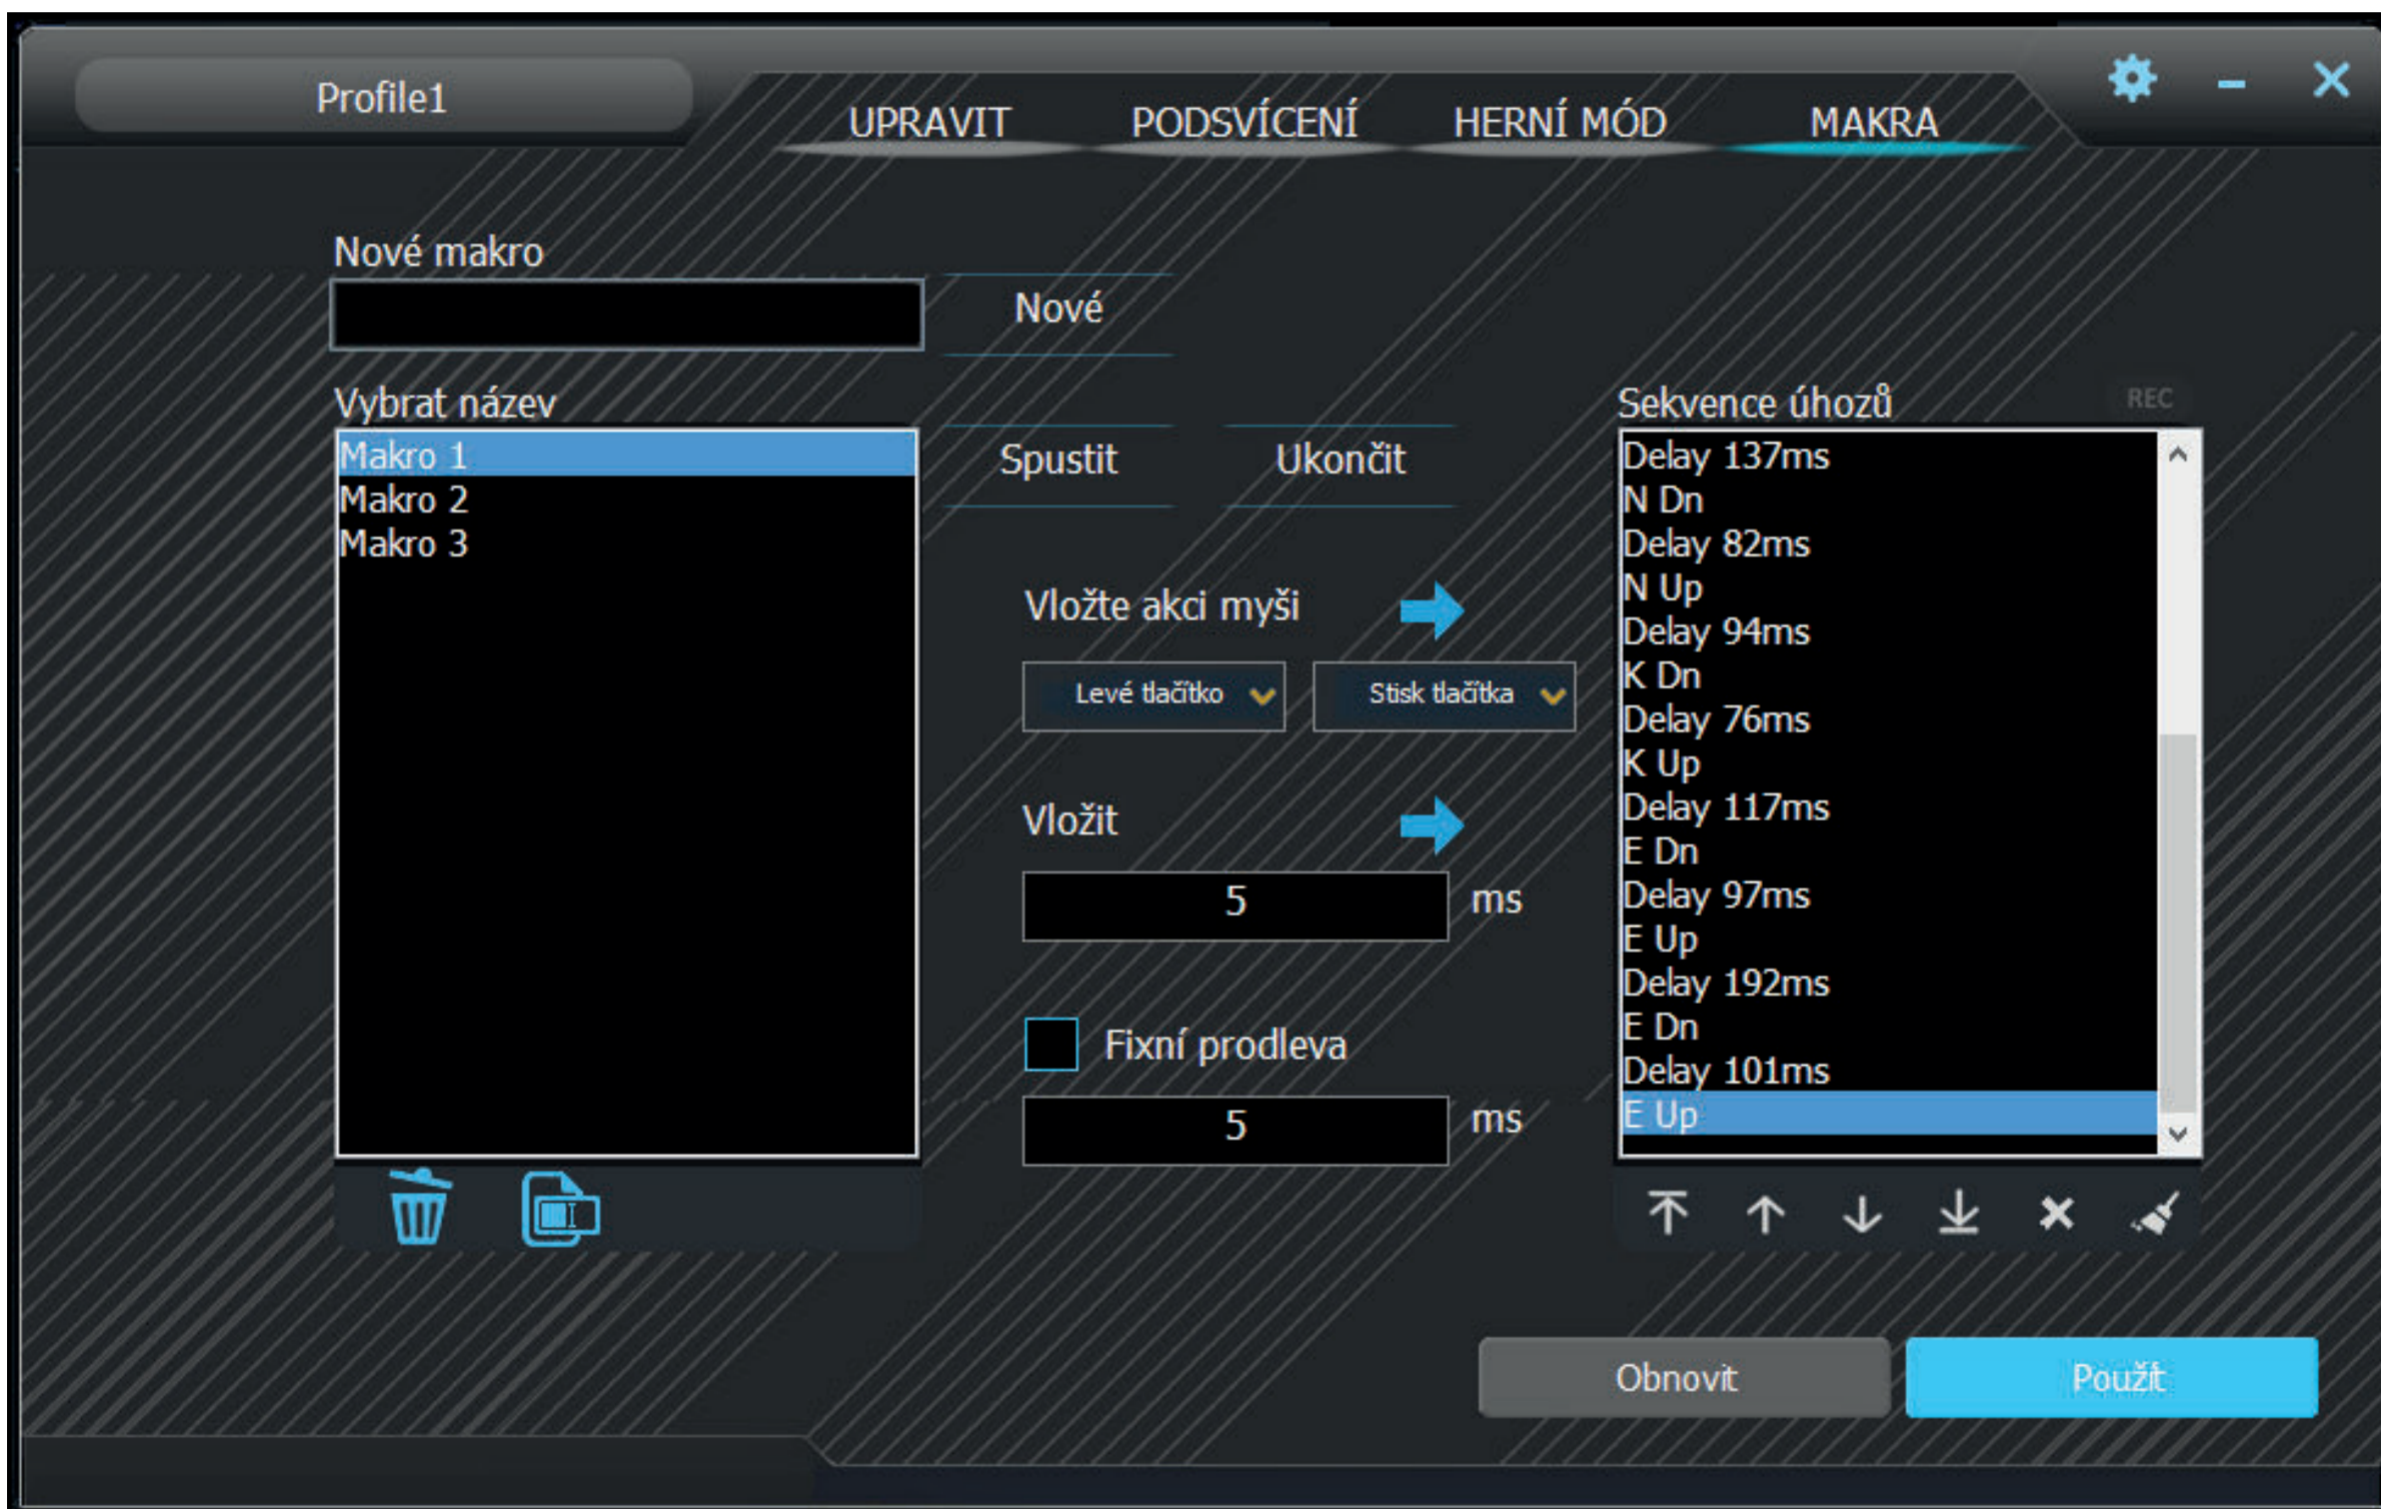 Profile1
UPRAVIT PODSVÍCENÍ HERNÍ MÓD MAKRA
Nové makro
Nové
Vybrat název
Makro 1
Makro 2
Makro 3
Spustit Ukončit
Vložte akci myši
Levé tlačítko Stisk tlačítka
Vložit
5 ms
Fixní prodleva
5 ms
Sekvence úhozů REC
Delay 137ms
N Dn
Delay 82ms
N Up
Delay 94ms
K Dn
Delay 76ms
K Up
Delay 117ms
E Dn
Delay 97ms
E Up
Delay 192ms
E Dn
Delay 101ms
E Up
Obnovit Použít